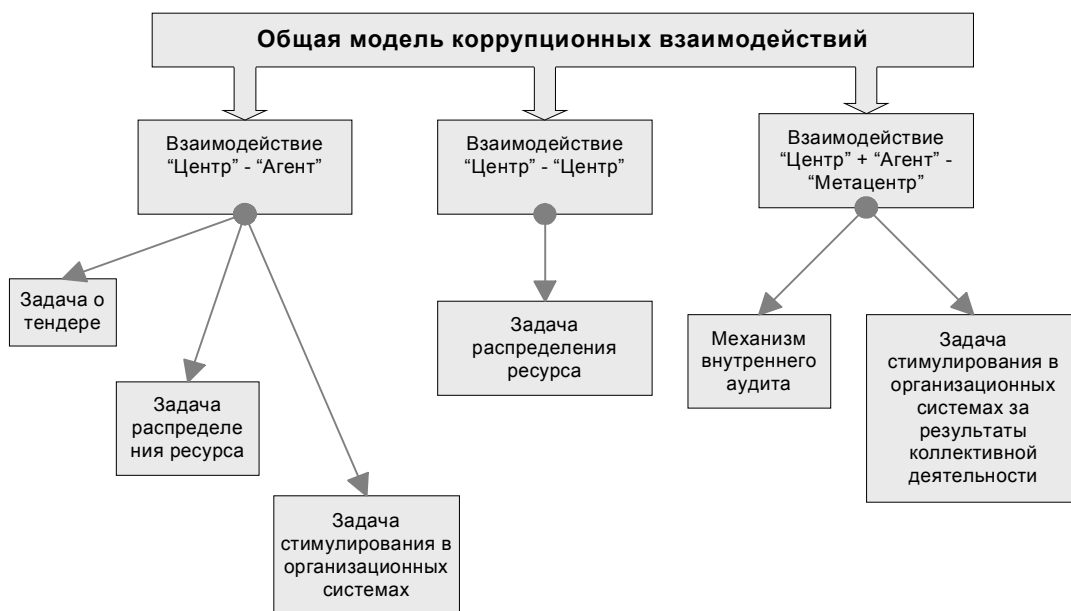 Общая модель коррупционных взаимодействий
Взаимодействие
“Центр” - “Агент”
Взаимодействие
“Центр” - “Центр”
Взаимодействие
“Центр” + “Агент” -
“Метацентр”
Задача о
тендере
Задача
распределе
ния ресурса
Задача
стимулирования в
организационных
системах
Задача
распределения
ресурса
Механизм
внутреннего
аудита
Задача
стимулирования в
организационных
системах за
результаты
коллективной
деятельности